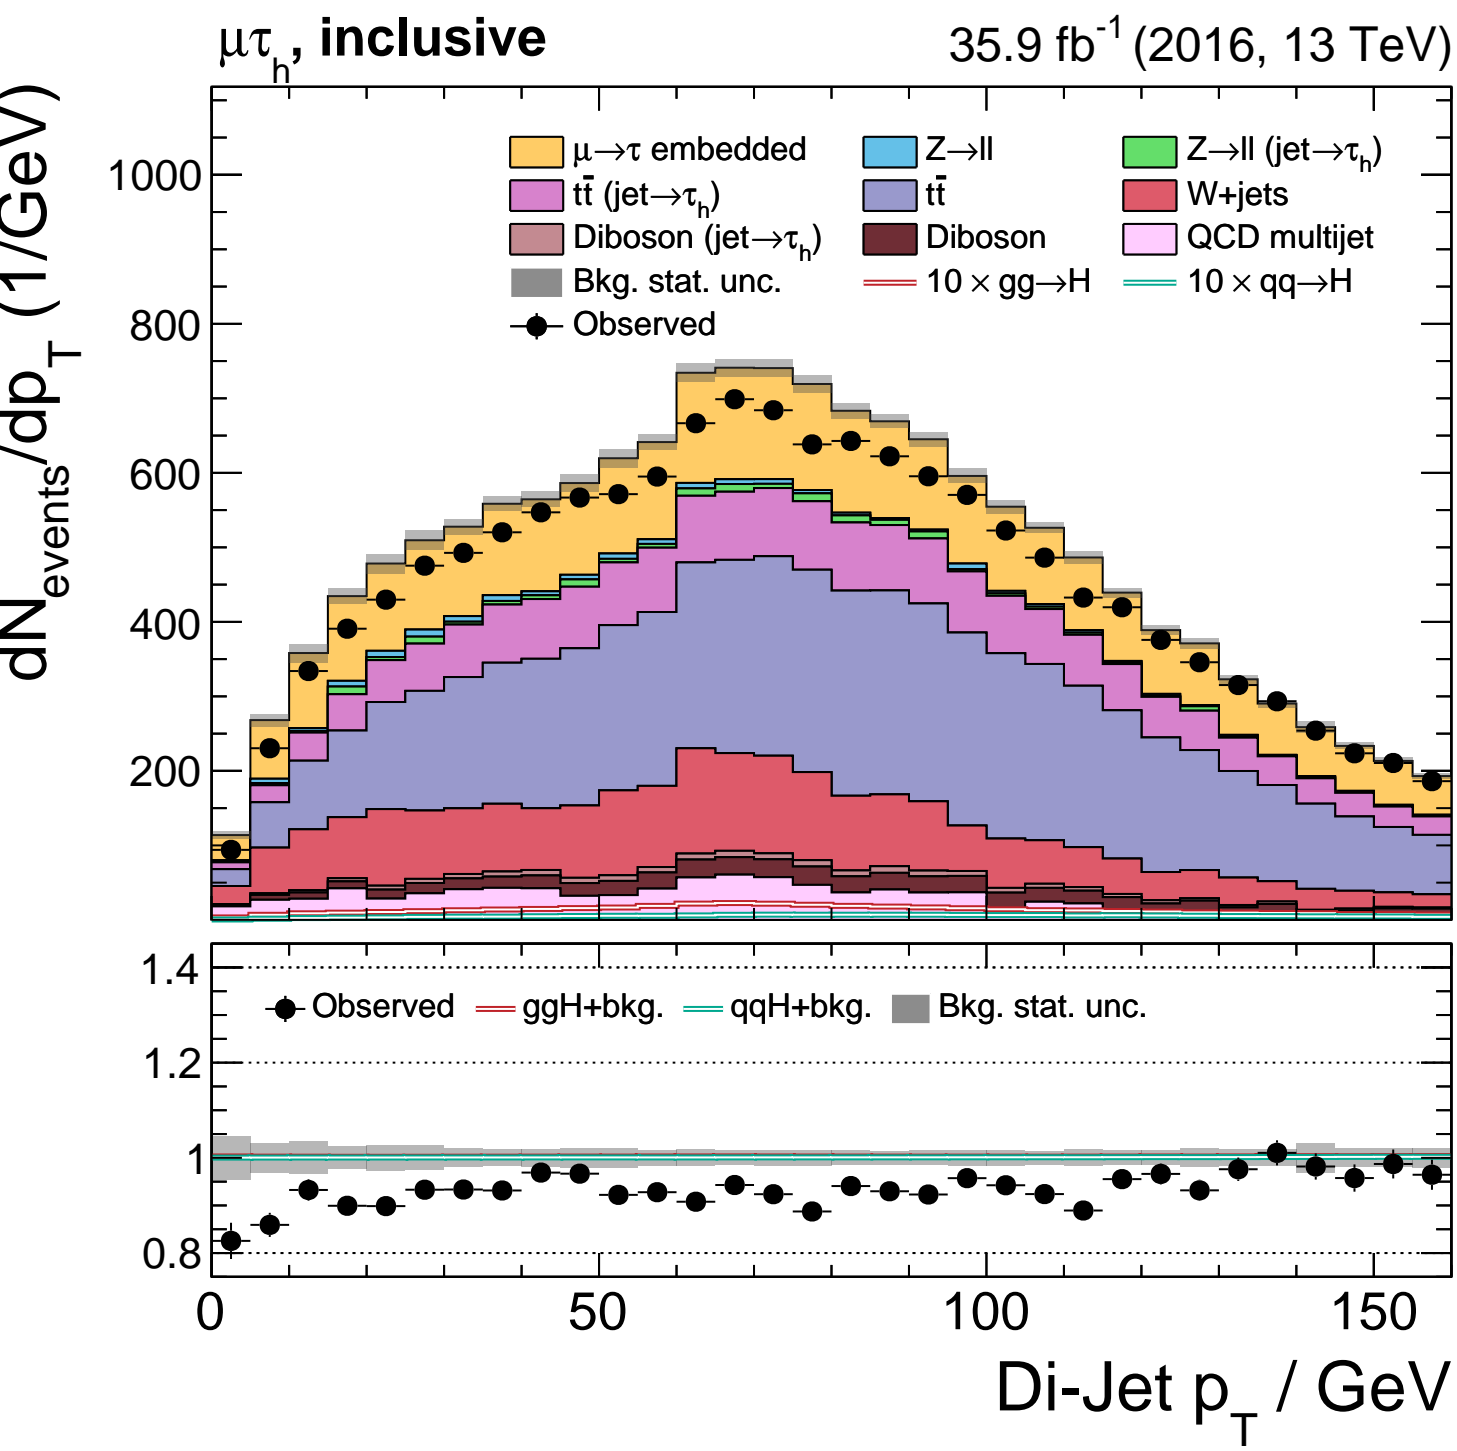 μτh, inclusive 35.9 fb-1 (2016, 13 TeV)
dNevents/dpT (1/GeV)
μ→τ embedded Z→ll Z→ll (jet→τh)
tt̄ (jet→τh) tt̄ W+jets
Diboson (jet→τh) Diboson QCD multijet
Bkg. stat. unc. 10 × gg→H 10 × qq→H
Observed
1000
800
600
400
200
1.4
Observed ggH+bkg. qqH+bkg. Bkg. stat. unc.
1.2
1
0.8
0 50 100 150
Di-Jet pT / GeV